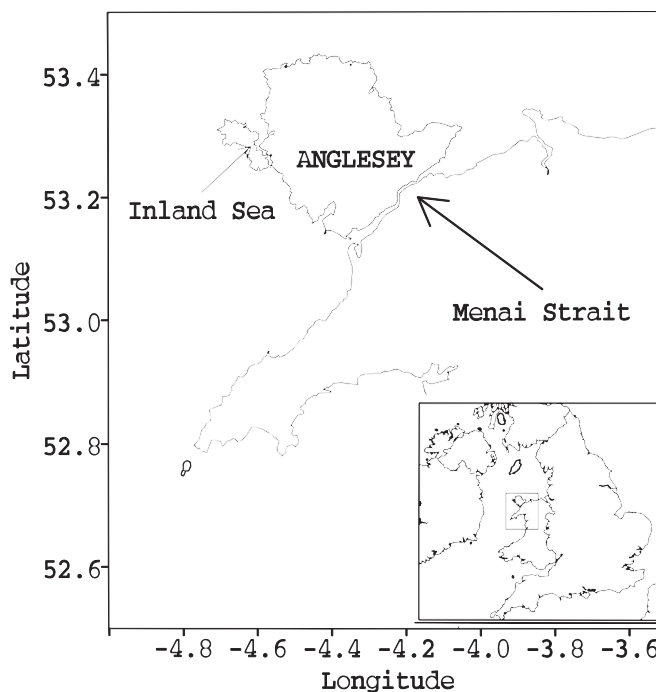 53.4
ANGLESEY
Inland Sea
53.2
Menai Strait
53.0
Latitude
52.8
52.6
-4.8 -4.6 -4.4 -4.2 -4.0 -3.8 -3.6
Longitude